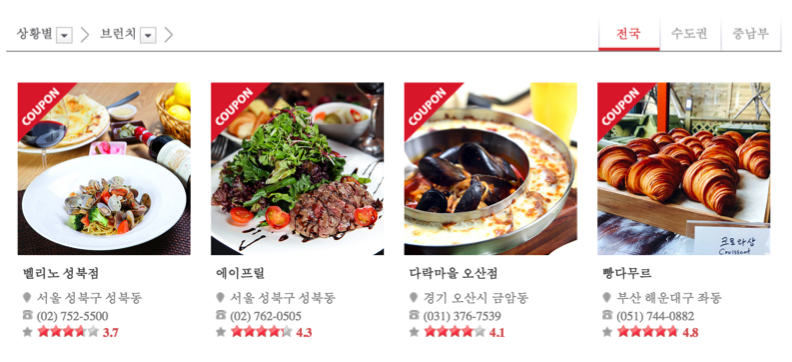 상황별 브런치
전국 수도권 중남부
COUPON
COUPON
COUPON
COUPON
크로와상
Croissant
벨리노 성북점
서울 성북구 성북동
(02) 752-5500
3.7
에이프릴
서울 성북구 성북동
(02) 762-0505
4.3
다락마을 오산점
경기 오산시 금암동
(031) 376-7539
4.1
빵다무르
부산 해운대구 좌동
(051) 744-0882
4.8